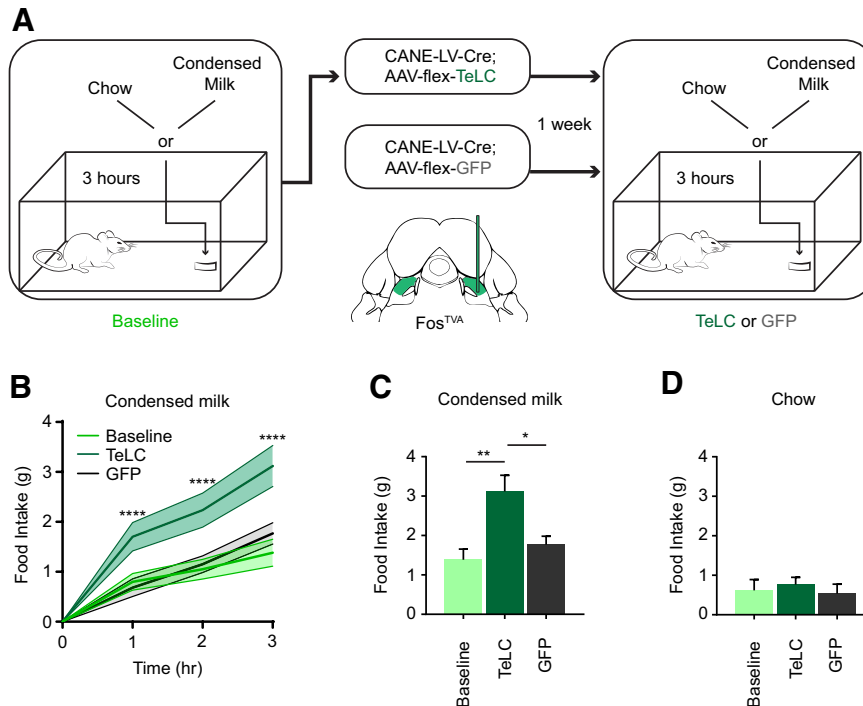 A
Chow
Condensed
Milk
or
3 hours
Baseline
CANE-LV-Cre;
AAV-flex-TeLC
CANE-LV-Cre;
AAV-flex-GFP
1 week
Fos^TVA
Chow
Condensed
Milk
or
3 hours
TeLC or GFP
B
Condensed milk
Baseline
TeLC
GFP
****
****
****
Food Intake (g)
4
3
2
1
0
0
1
2
3
Time (hr)
C
Condensed milk
**
*
Food Intake (g)
4
3
2
1
0
Baseline
TeLC
GFP
D
Chow
Food Intake (g)
4
3
2
1
0
Baseline
TeLC
GFP